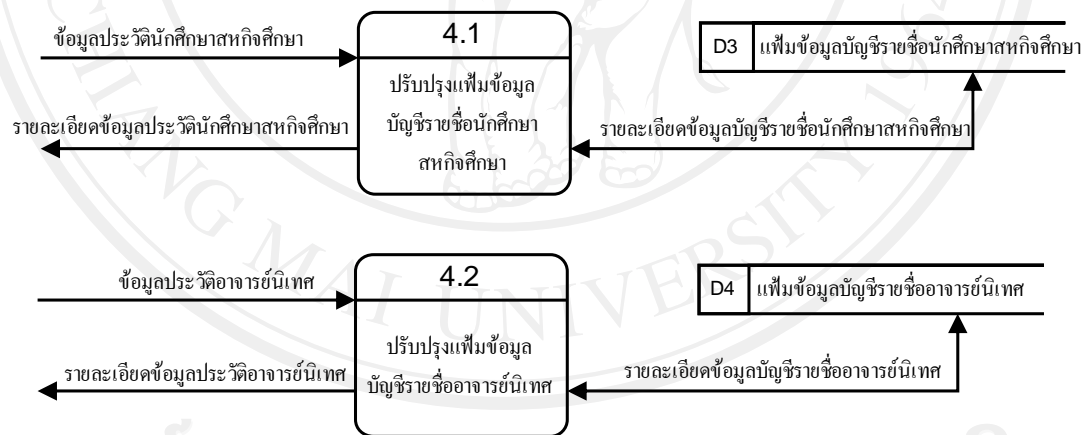 ข้อมูลประวัตินักศึกษาสหกิจศึกษา
4.1
D3 แฟ้มข้อมูลบัญชีรายชื่อนักศึกษาสหกิจศึกษา
ปรับปรุงแฟ้มข้อมูล
บัญชีรายชื่อนักศึกษา
สหกิจศึกษา
รายละเอียดข้อมูลประวัตินักศึกษาสหกิจศึกษา
รายละเอียดข้อมูลบัญชีรายชื่อนักศึกษาสหกิจศึกษา
ข้อมูลประวัติอาจารย์นิเทศ
4.2
D4 แฟ้มข้อมูลบัญชีรายชื่ออาจารย์นิเทศ
ปรับปรุงแฟ้มข้อมูล
บัญชีรายชื่ออาจารย์นิเทศ
รายละเอียดข้อมูลประวัติอาจารย์นิเทศ
รายละเอียดข้อมูลบัญชีรายชื่ออาจารย์นิเทศ
CHIANG MAI UNIVERSITY 1964